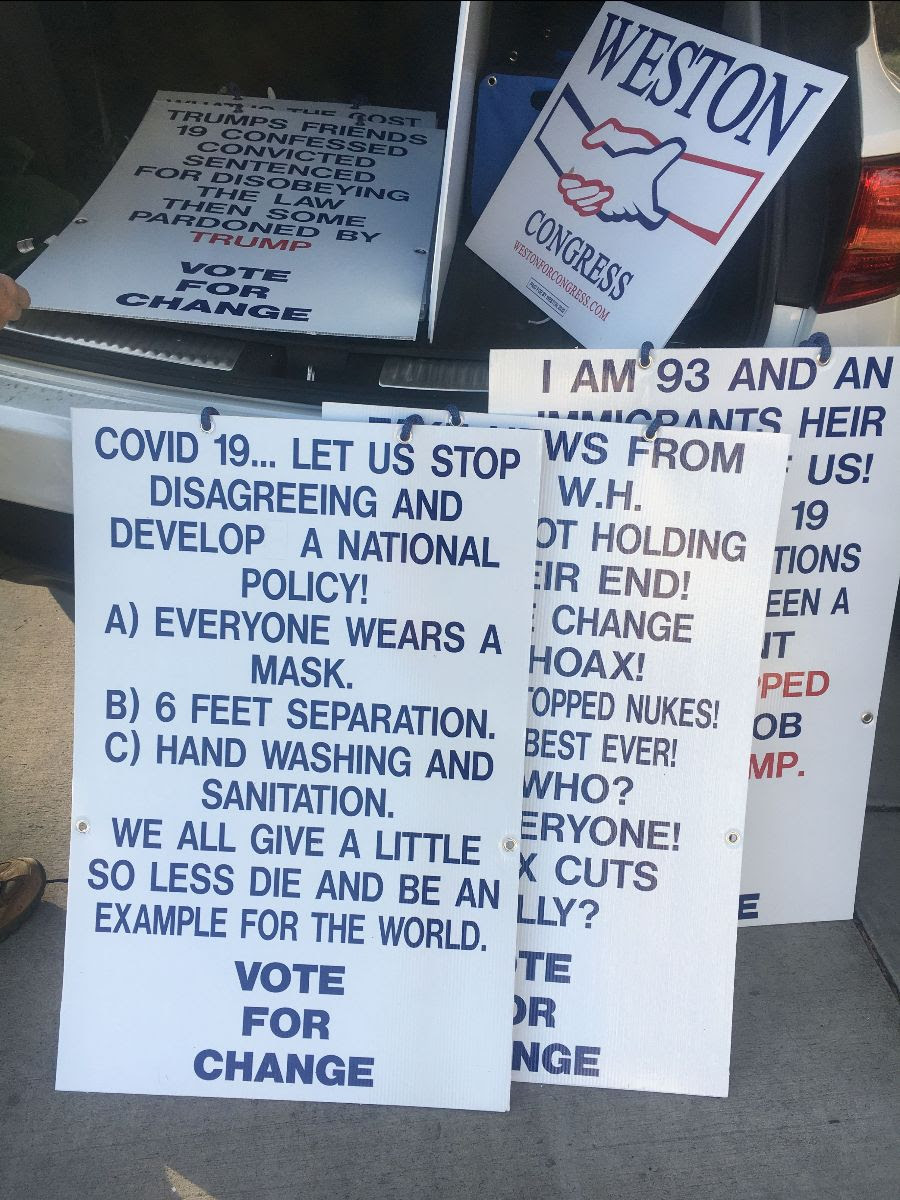 THE COST
TRUMPS FRIENDS
19 CONFESSED
CONVICTED
SENTENCED
FOR DISOBEYING
THE LAW
THEN SOME
PARDONED BY
TRUMP
VOTE
FOR
CHANGE
WESTON
CONGRESS
WESTONFORCONGRESS.COM
I AM 93 AND AN
IMMIGRANTS HEIR
US!
19
TIONS
EEN A
NT
PPED
OB
MP.
E
WS FROM
W.H.
OT HOLDING
EIR END!
CHANGE
HOAX!
TOPPED NUKES!
BEST EVER!
WHO?
ERYONE!
X CUTS
LLY?
TE
OR
NGE
COVID 19... LET US STOP
DISAGREEING AND
DEVELOP A NATIONAL
POLICY!
A) EVERYONE WEARS A
MASK.
B) 6 FEET SEPARATION.
C) HAND WASHING AND
SANITATION.
WE ALL GIVE A LITTLE
SO LESS DIE AND BE AN
EXAMPLE FOR THE WORLD.
VOTE
FOR
CHANGE